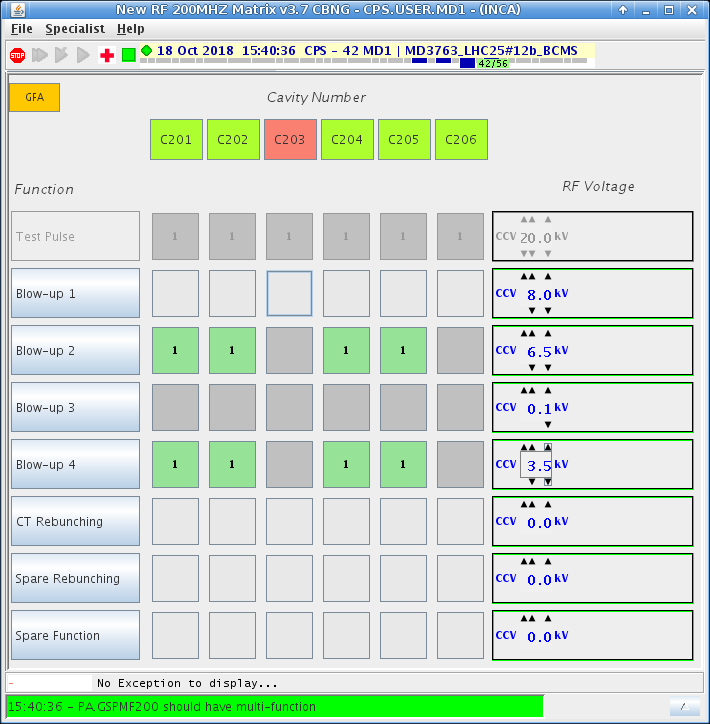 New RF 200MHZ Matrix v3.7 CBNG - CPS.USER.MD1 - (INCA)
File Specialist Help
STOP 18 Oct 2018 15:40:36 CPS - 42 MD1 | MD3763_LHC25#12b_BCMS
42/56
GFA
Cavity Number
C201 C202 C203 C204 C205 C206
Function RF Voltage
Test Pulse 1 1 1 1 1 1 CCV 20.0 kV
Blow-up 1 CCV 8.0 kV
Blow-up 2 1 1 1 1 CCV 6.5 kV
Blow-up 3 CCV 0.1 kV
Blow-up 4 1 1 1 1 CCV 3.5 kV
CT Rebunching CCV 0.0 kV
Spare Rebunching CCV 0.0 kV
Spare Function CCV 0.0 kV
- No Exception to display...
15:40:36 - PA.GSPMF200 should have multi-function